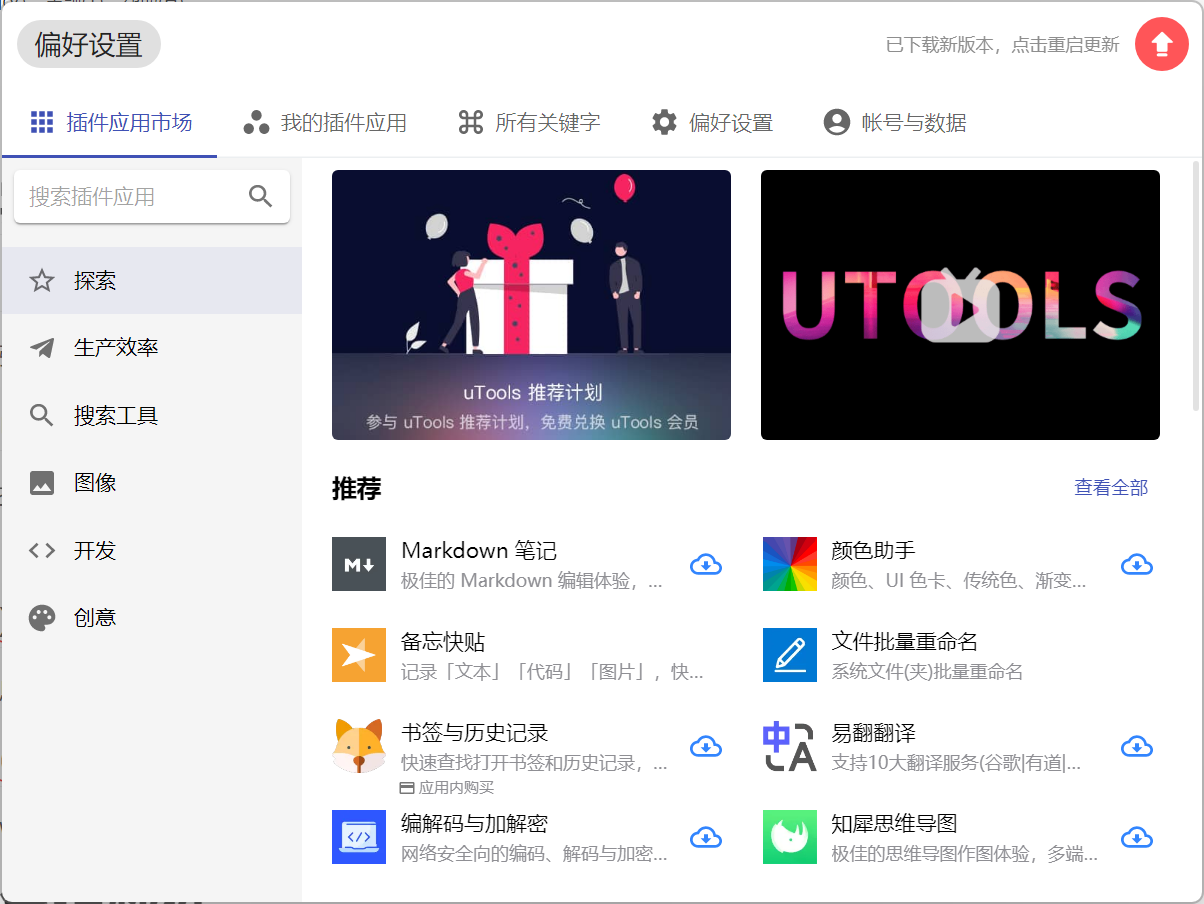 偏好设置
已下载新版本，点击重启更新
插件应用市场
我的插件应用
所有关键字
偏好设置
帐号与数据
搜索插件应用
探索
生产效率
搜索工具
图像
开发
创意
uTools 推荐计划
参与 uTools 推荐计划，免费兑换 uTools 会员
UTOOLS
推荐
查看全部
M
Markdown 笔记
极佳的 Markdown 编辑体验，...
颜色助手
颜色、UI 色卡、传统色、渐变...
备忘快贴
记录「文本」「代码」「图片」，快...
文件批量重命名
系统文件(夹)批量重命名
书签与历史记录
快速查找打开书签和历史记录，...
应用内购买
中A
易翻翻译
支持10大翻译服务(谷歌|有道|...
</>
编解码与加解密
网络安全向的编码、解码与加密...
知犀思维导图
极佳的思维导图作图体验，多端...